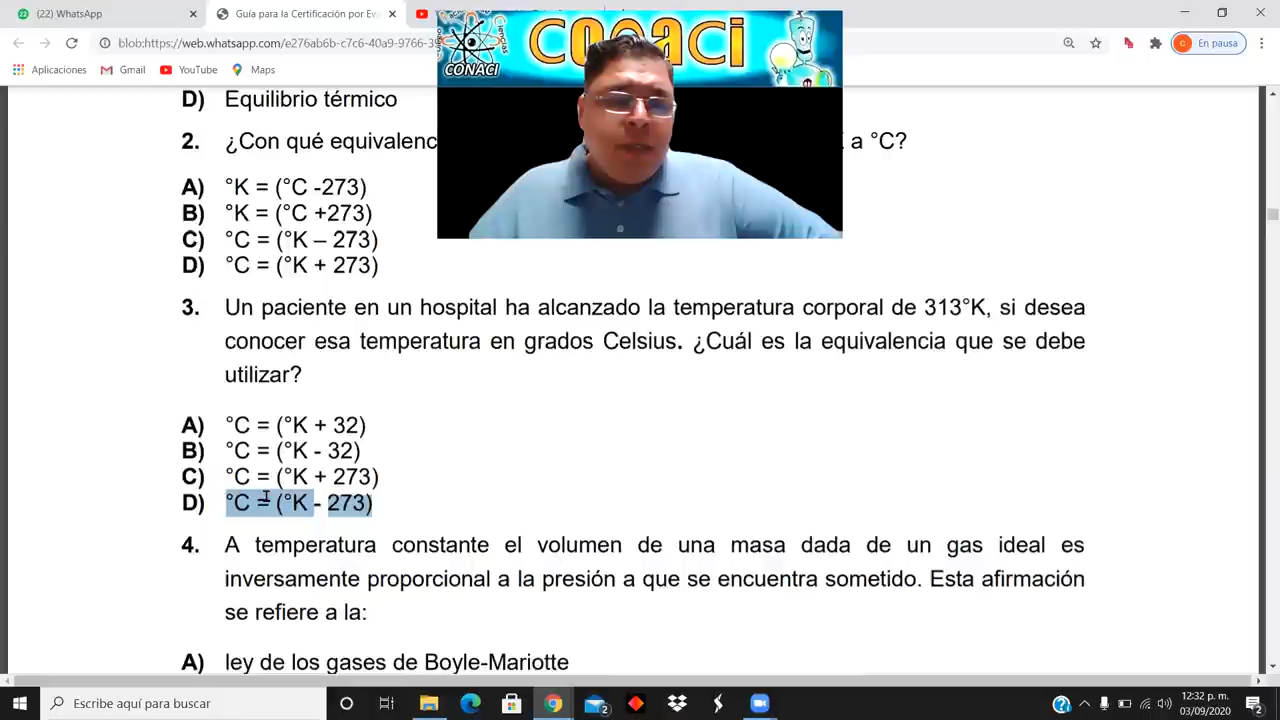 (22) WhatsApp
Guía para la Certificación por Eva
blob:https://web.whatsapp.com/e276ab6b-c7c6-40a9-9766-38
En pausa
Aplicaciones
Gmail
YouTube
Maps
CONACI
conaci
Ciencias
D) Equilibrio térmico
2. ¿Con qué equivalenc a °C?
A) °K = (°C -273)
B) °K = (°C +273)
C) °C = (°K – 273)
D) °C = (°K + 273)
3. Un paciente en un hospital ha alcanzado la temperatura corporal de 313°K, si desea
conocer esa temperatura en grados Celsius. ¿Cuál es la equivalencia que se debe
utilizar?
A) °C = (°K + 32)
B) °C = (°K - 32)
C) °C = (°K + 273)
D) °C = (°K - 273)
4. A temperatura constante el volumen de una masa dada de un gas ideal es
inversamente proporcional a la presión a que se encuentra sometido. Esta afirmación
se refiere a la:
A) ley de los gases de Boyle-Mariotte
Escribe aquí para buscar
12:32 p. m.
03/09/2020